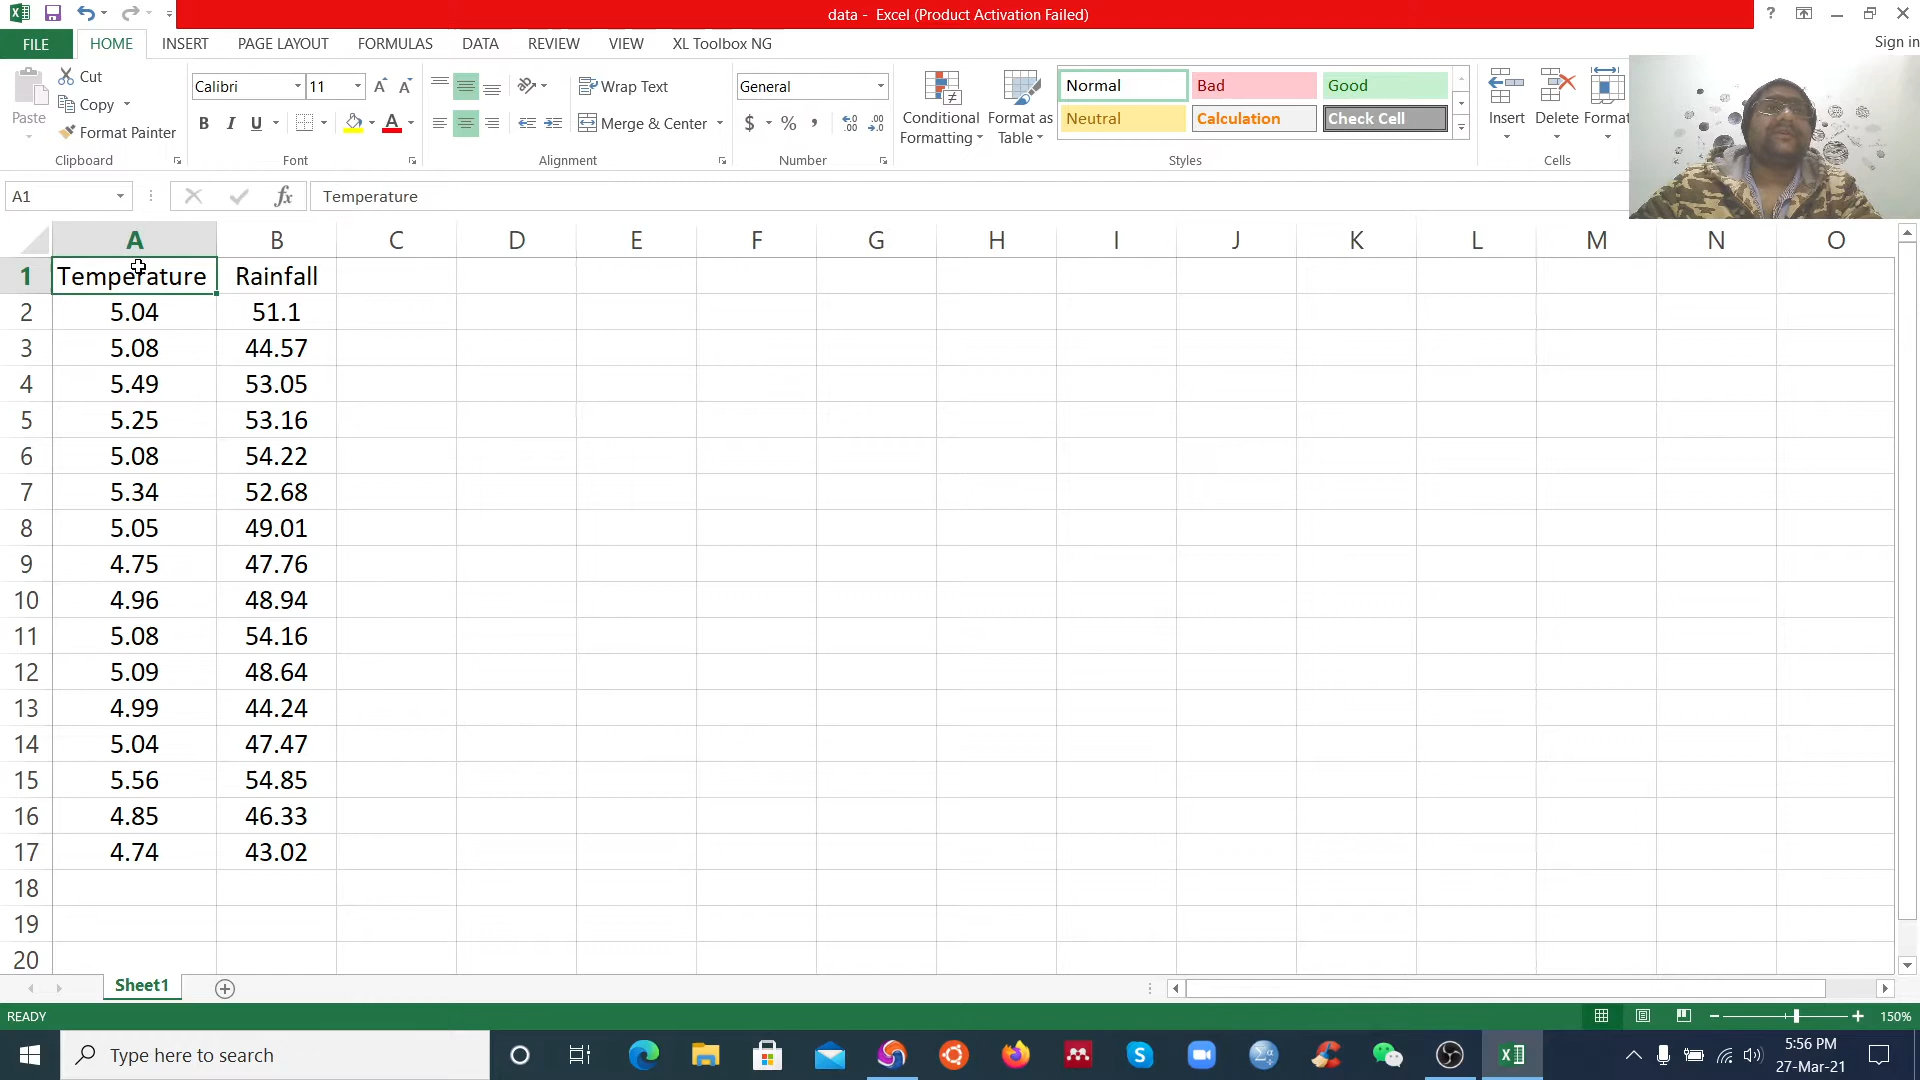 data - Excel (Product Activation Failed)
FILE HOME INSERT PAGE LAYOUT FORMULAS DATA REVIEW VIEW XL Toolbox NG Sign in
Paste Cut
Copy
Format Painter
Clipboard
Calibri 11
B I U
Font
Wrap Text
Merge & Center
Alignment
General
$ % ,
Number
Conditional Formatting
Format as Table
Normal Bad Good
Neutral Calculation Check Cell
Styles
Insert Delete Format
Cells
A1 fx Temperature
A B C D E F G H I J K L M N O
1 Temperature Rainfall
2 5.04 51.1
3 5.08 44.57
4 5.49 53.05
5 5.25 53.16
6 5.08 54.22
7 5.34 52.68
8 5.05 49.01
9 4.75 47.76
10 4.96 48.94
11 5.08 54.16
12 5.09 48.64
13 4.99 44.24
14 5.04 47.47
15 5.56 54.85
16 4.85 46.33
17 4.74 43.02
18
19
20
Sheet1
READY 150%
Type here to search
5:56 PM
27-Mar-21